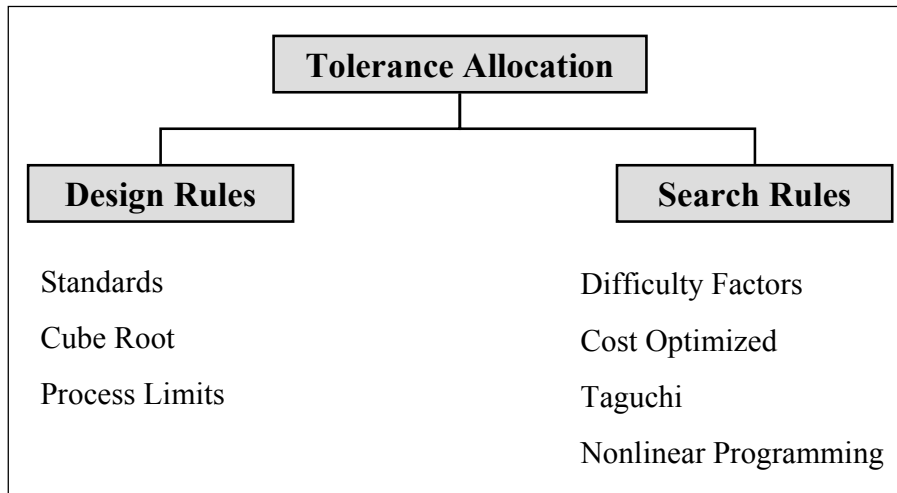 Tolerance Allocation
Design Rules
Search Rules
Standards
Cube Root
Process Limits
Difficulty Factors
Cost Optimized
Taguchi
Nonlinear Programming